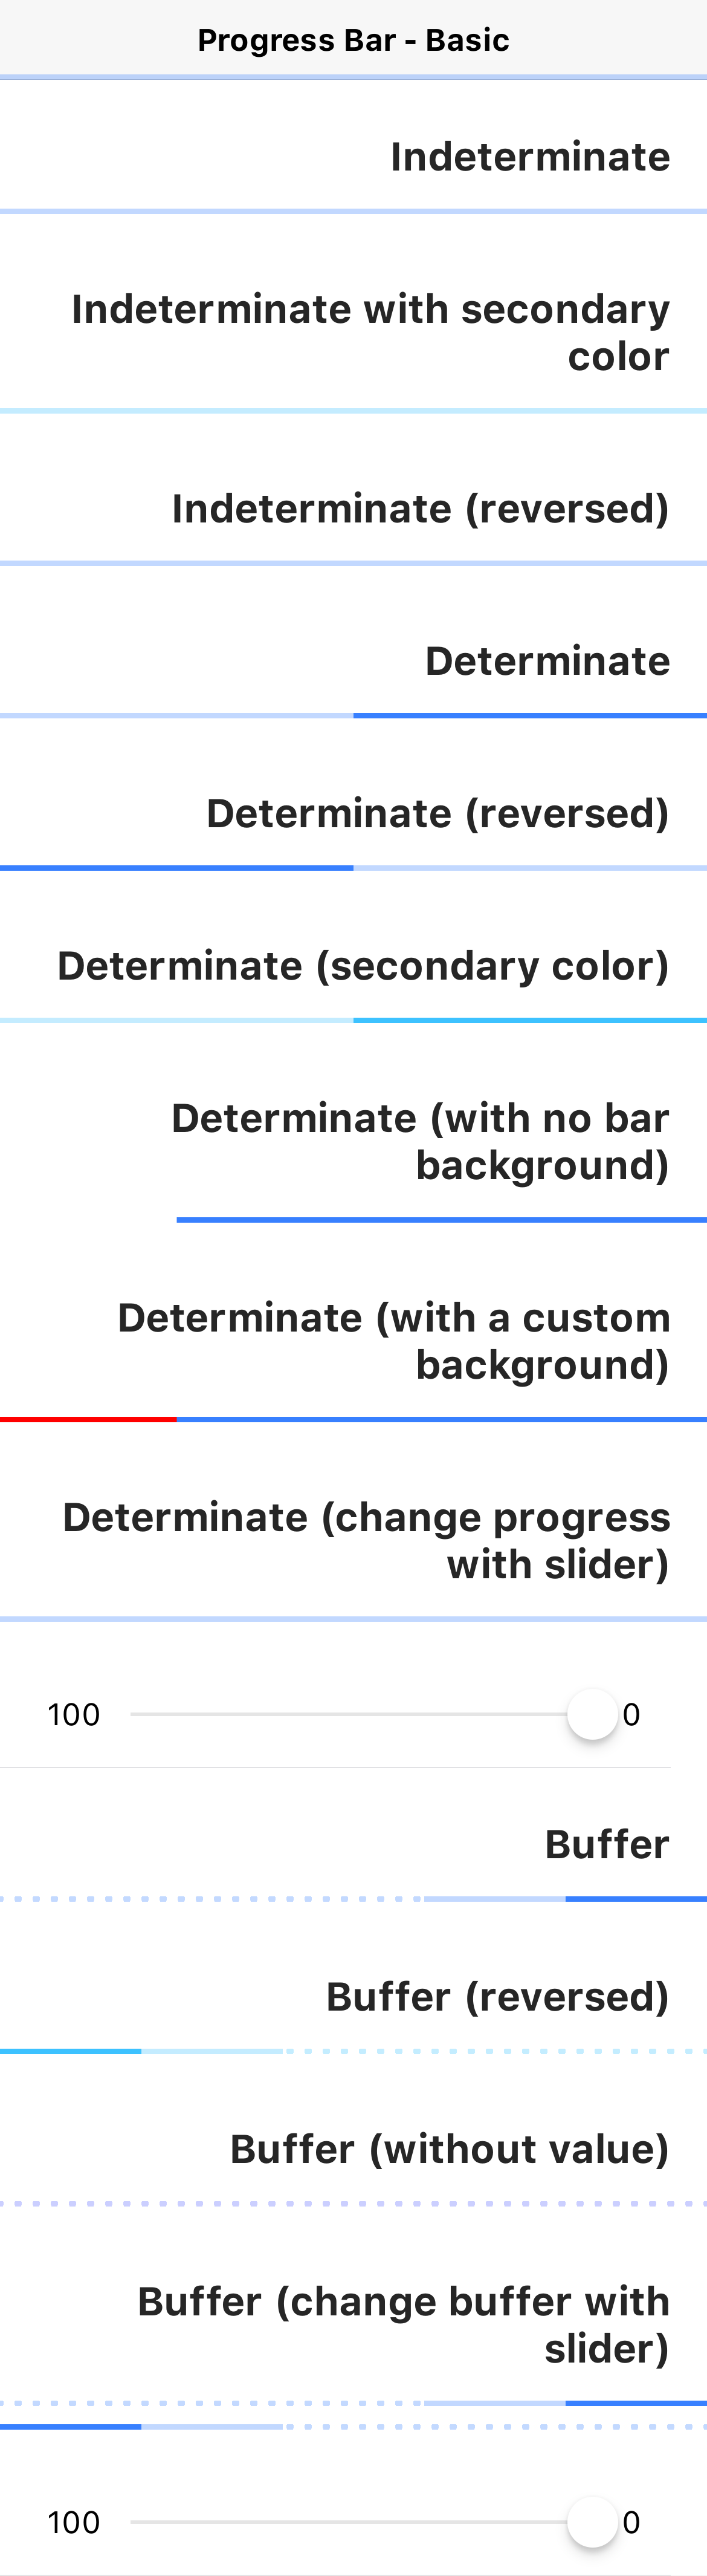 Progress Bar - Basic
Indeterminate
Indeterminate with secondary
color
Indeterminate (reversed)
Determinate
Determinate (reversed)
Determinate (secondary color)
Determinate (with no bar
background)
Determinate (with a custom
background)
Determinate (change progress
with slider)
100 0
Buffer
Buffer (reversed)
Buffer (without value)
Buffer (change buffer with
slider)
100 0